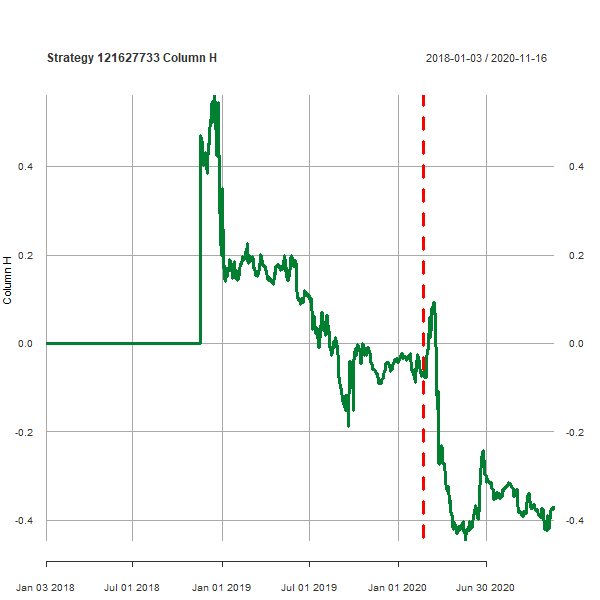 Strategy 121627733 Column H 2018-01-03 / 2020-11-16
0.4 0.4
0.2 0.2
0.0 0.0
-0.2 -0.2
-0.4 -0.4
Column H
Jan 03 2018 Jul 01 2018 Jan 01 2019 Jul 01 2019 Jan 01 2020 Jun 30 2020